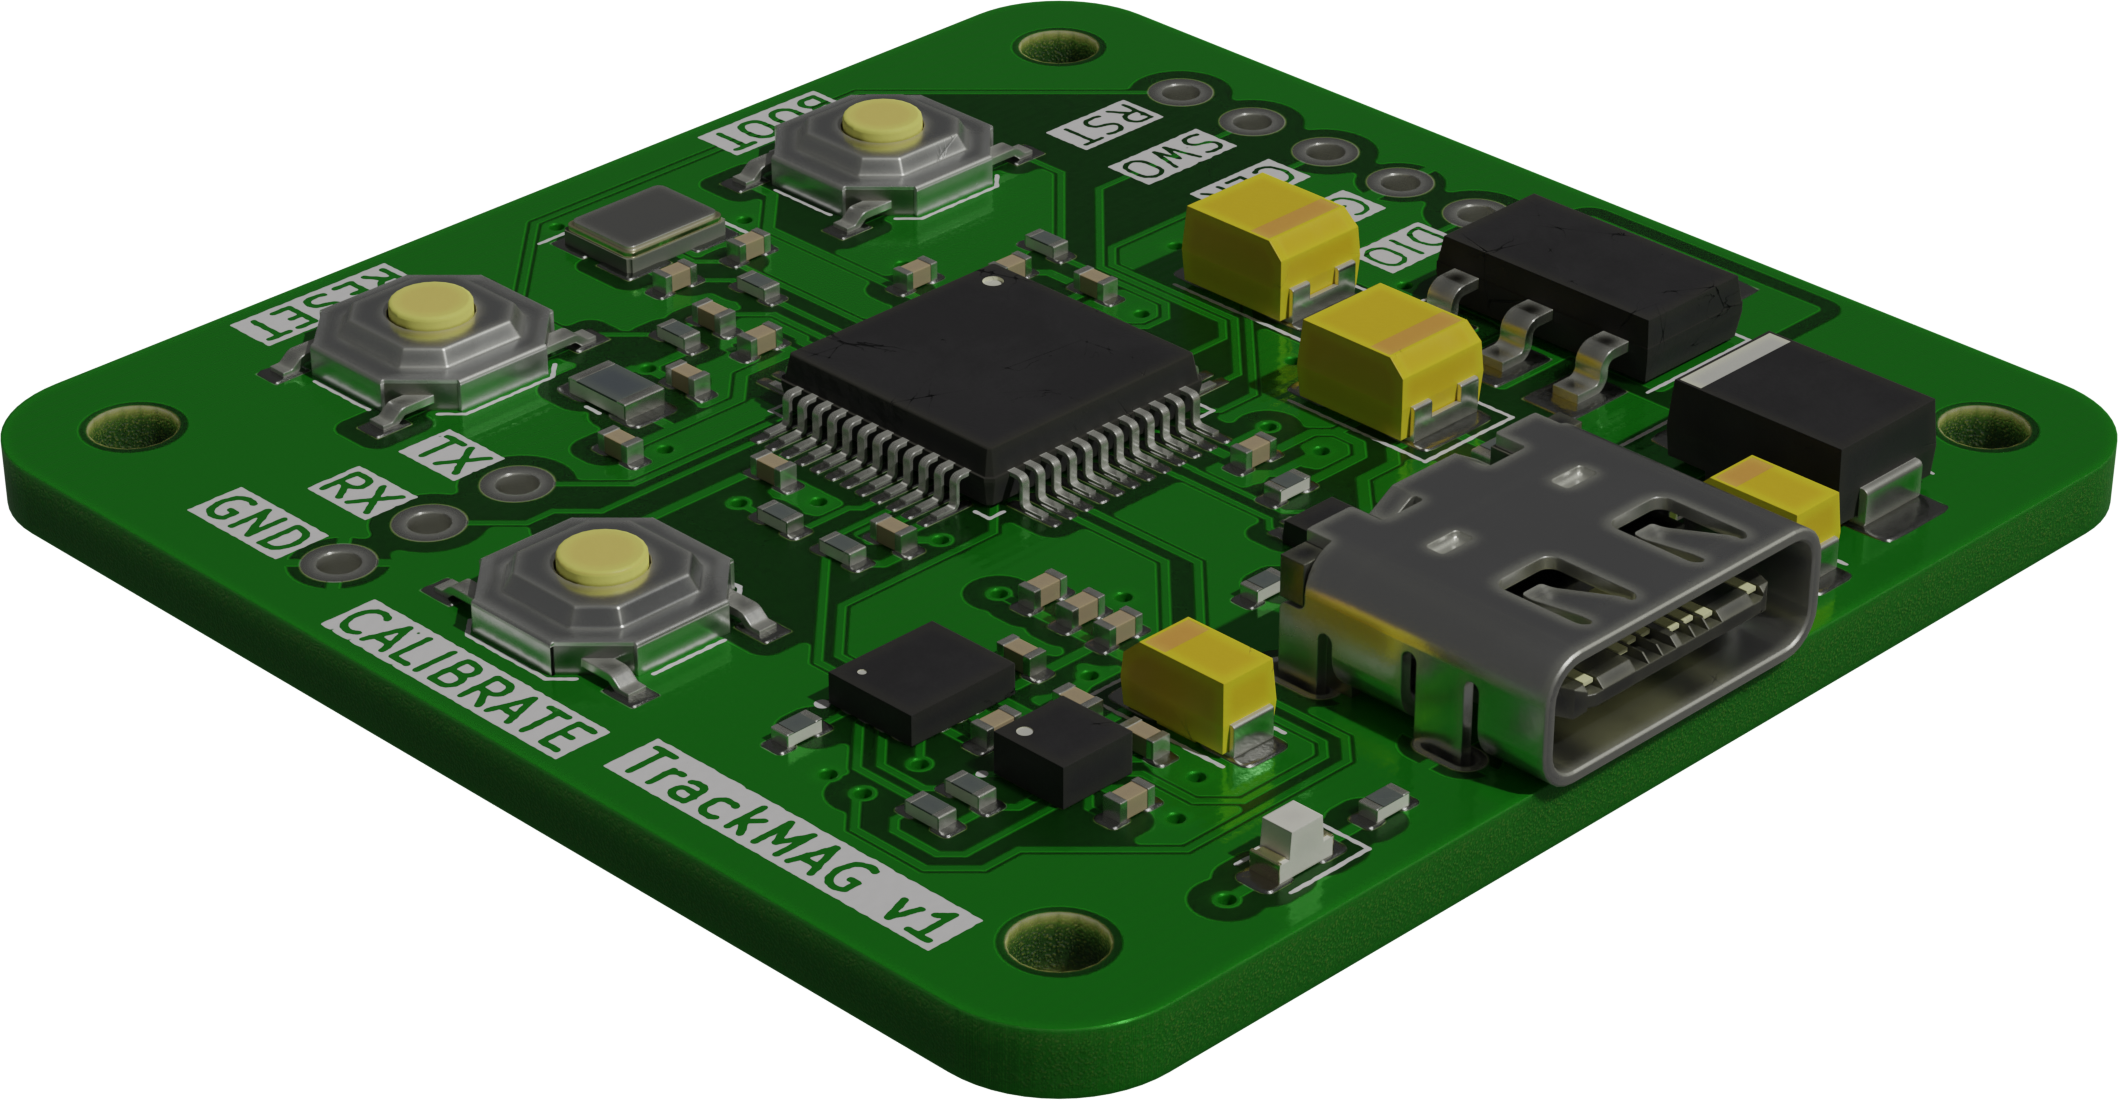 BOOT
RST
SWO
DIO
RESET
TX
RX
GND
CALIBRATE
TrackMAG v1